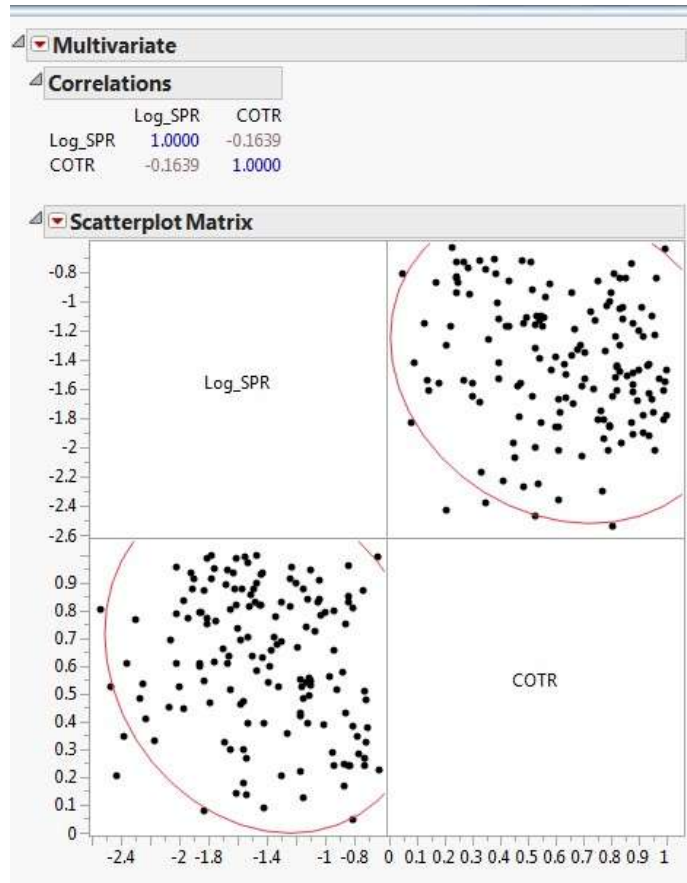 Multivariate
Correlations
Log_SPR COTR
Log_SPR 1.0000 -0.1639
COTR -0.1639 1.0000
Scatterplot Matrix
-0.8
-1
-1.2
-1.4
Log_SPR
-1.6
-1.8
-2
-2.2
-2.4
-2.6
0.9
0.8
0.7
0.6
COTR
0.5
0.4
0.3
0.2
0.1
0
-2.4 -2 -1.8 -1.4 -1 -0.8 0 0.1 0.2 0.3 0.4 0.5 0.6 0.7 0.8 0.9 1